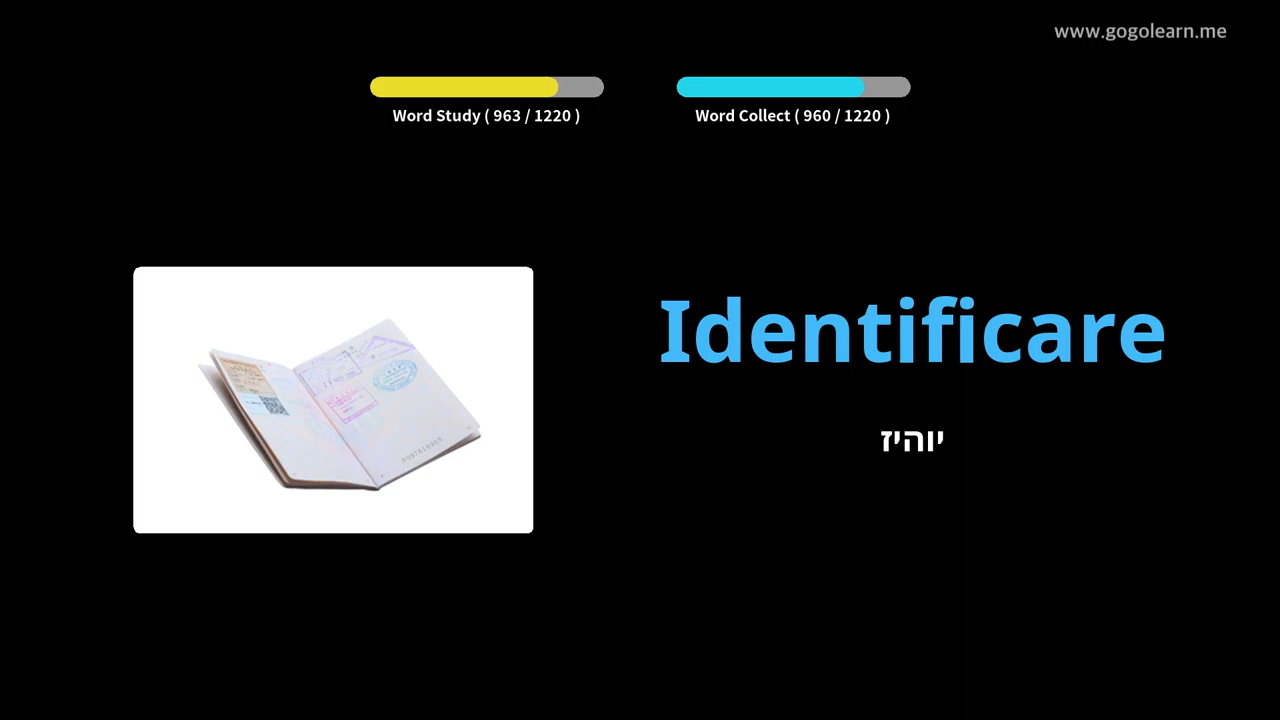 www.gogolearn.me
Word Study ( 963 / 1220 )
Word Collect ( 960 / 1220 )
Identificare
יוהיז